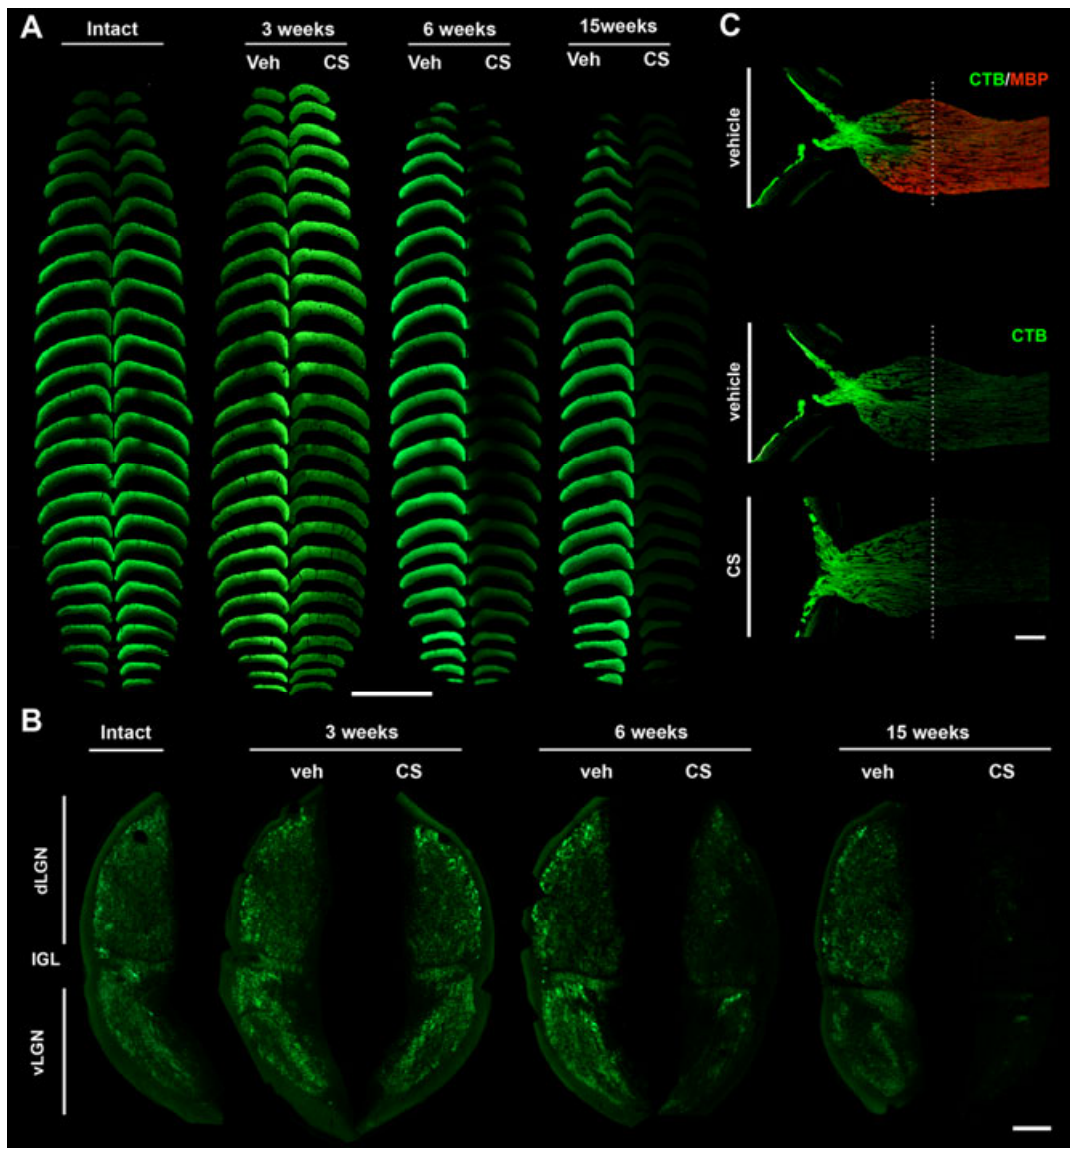 A
Intact
3 weeks
6 weeks
15weeks
Veh
CS
Veh
CS
Veh
CS
C
CTB/MBP
vehicle
CTB
vehicle
CS
B
Intact
3 weeks
6 weeks
15 weeks
veh
CS
veh
CS
veh
CS
dLGN
IGL
vLGN